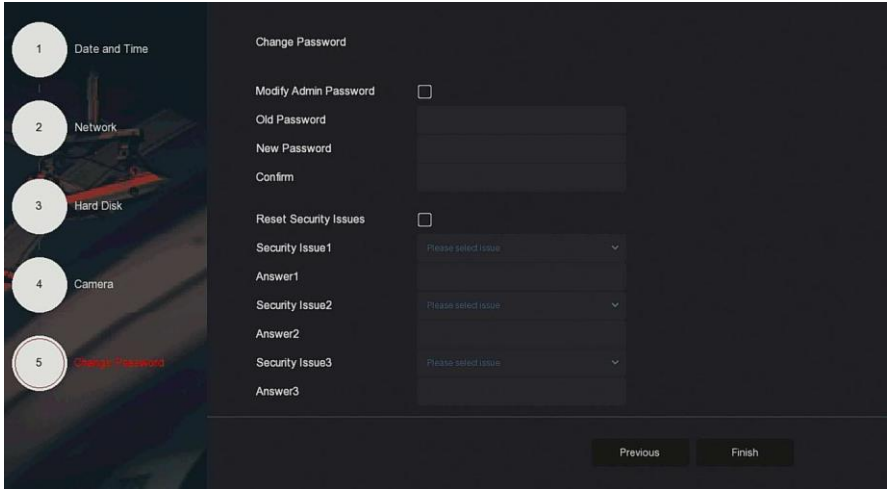 1 Date and Time
2 Network
3 Hard Disk
4 Camera
5 Change Password
Change Password
Modify Admin Password
Old Password
New Password
Confirm
Reset Security Issues
Security Issue1 Please select issue
Answer1
Security Issue2 Please select issue
Answer2
Security Issue3 Please select issue
Answer3
Previous Finish